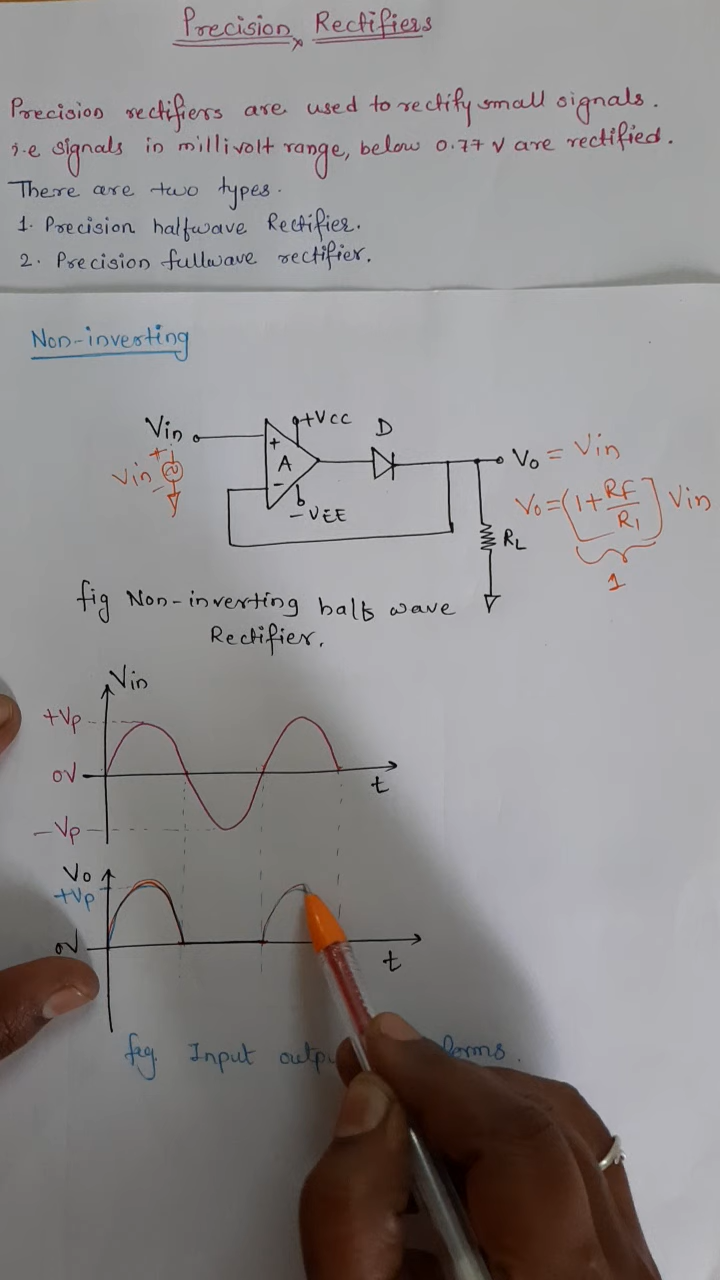 Precision Rectifiers
Precision rectifiers are used to rectify small signals.
i.e signals in millivolt range, below 0.77 V are rectified.
There are two types.
1. Precision halfwave Rectifier.
2. Precision fullwave rectifier.
Non-inverting
Vin
+VCC
D
Vo = Vin
Vin
+
-
+
A
-
-VEE
Vo = (1 + RF/R1] Vin
1
RL
fig Non-inverting half wave
Rectifier.
Vin
+Vp
0V
t
-Vp
Vo
+Vp
0V
t
fig. Input